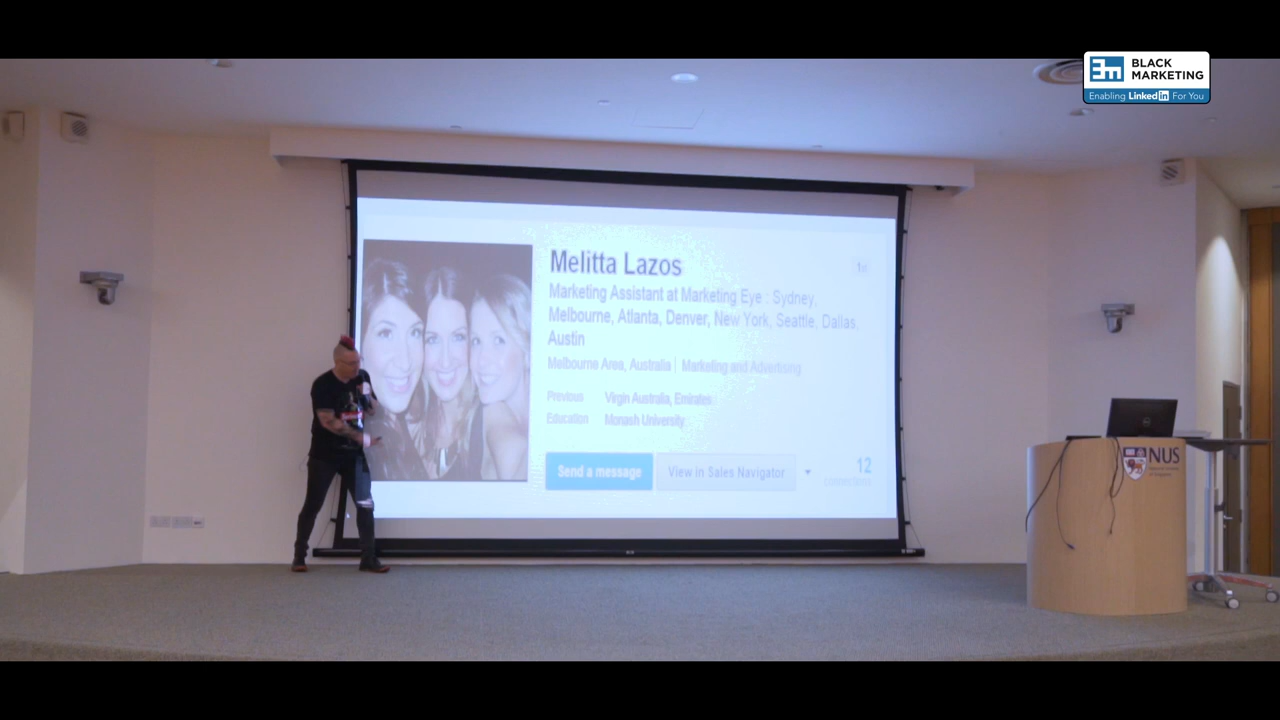 BLACK
MARKETING
Enabling Linked in For You
Melitta Lazos
Marketing Assistant at Marketing Eye : Sydney,
Melbourne, Atlanta, Denver, New York, Seattle, Dallas,
Austin
Melbourne Area, Australia | Marketing and Advertising
Previous Virgin Australia, Emirates
Education Monash University
Send a message View in Sales Navigator 12
NUS